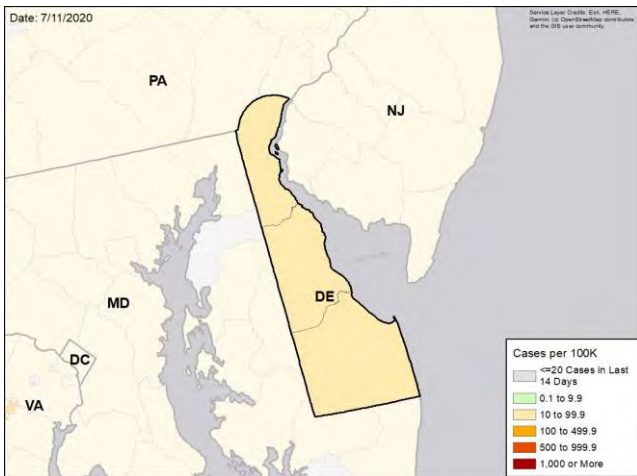 Date: 7/11/2020
Service Layer Credits: Esri, HERE,
Garmin, (c) OpenStreetMap contributors,
and the GIS user community
PA
NJ
MD
DE
DC
VA
Cases per 100K
<=20 Cases in Last
14 Days
0.1 to 9.9
10 to 99.9
100 to 499.9
500 to 999.9
1,000 or More